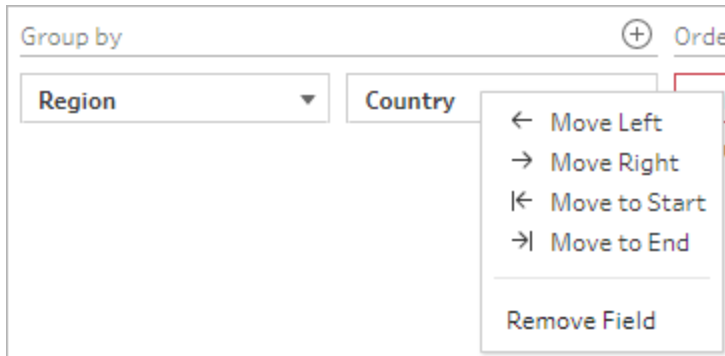 Group by
Orde
Region
Country
Move Left
Move Right
Move to Start
Move to End
Remove Field